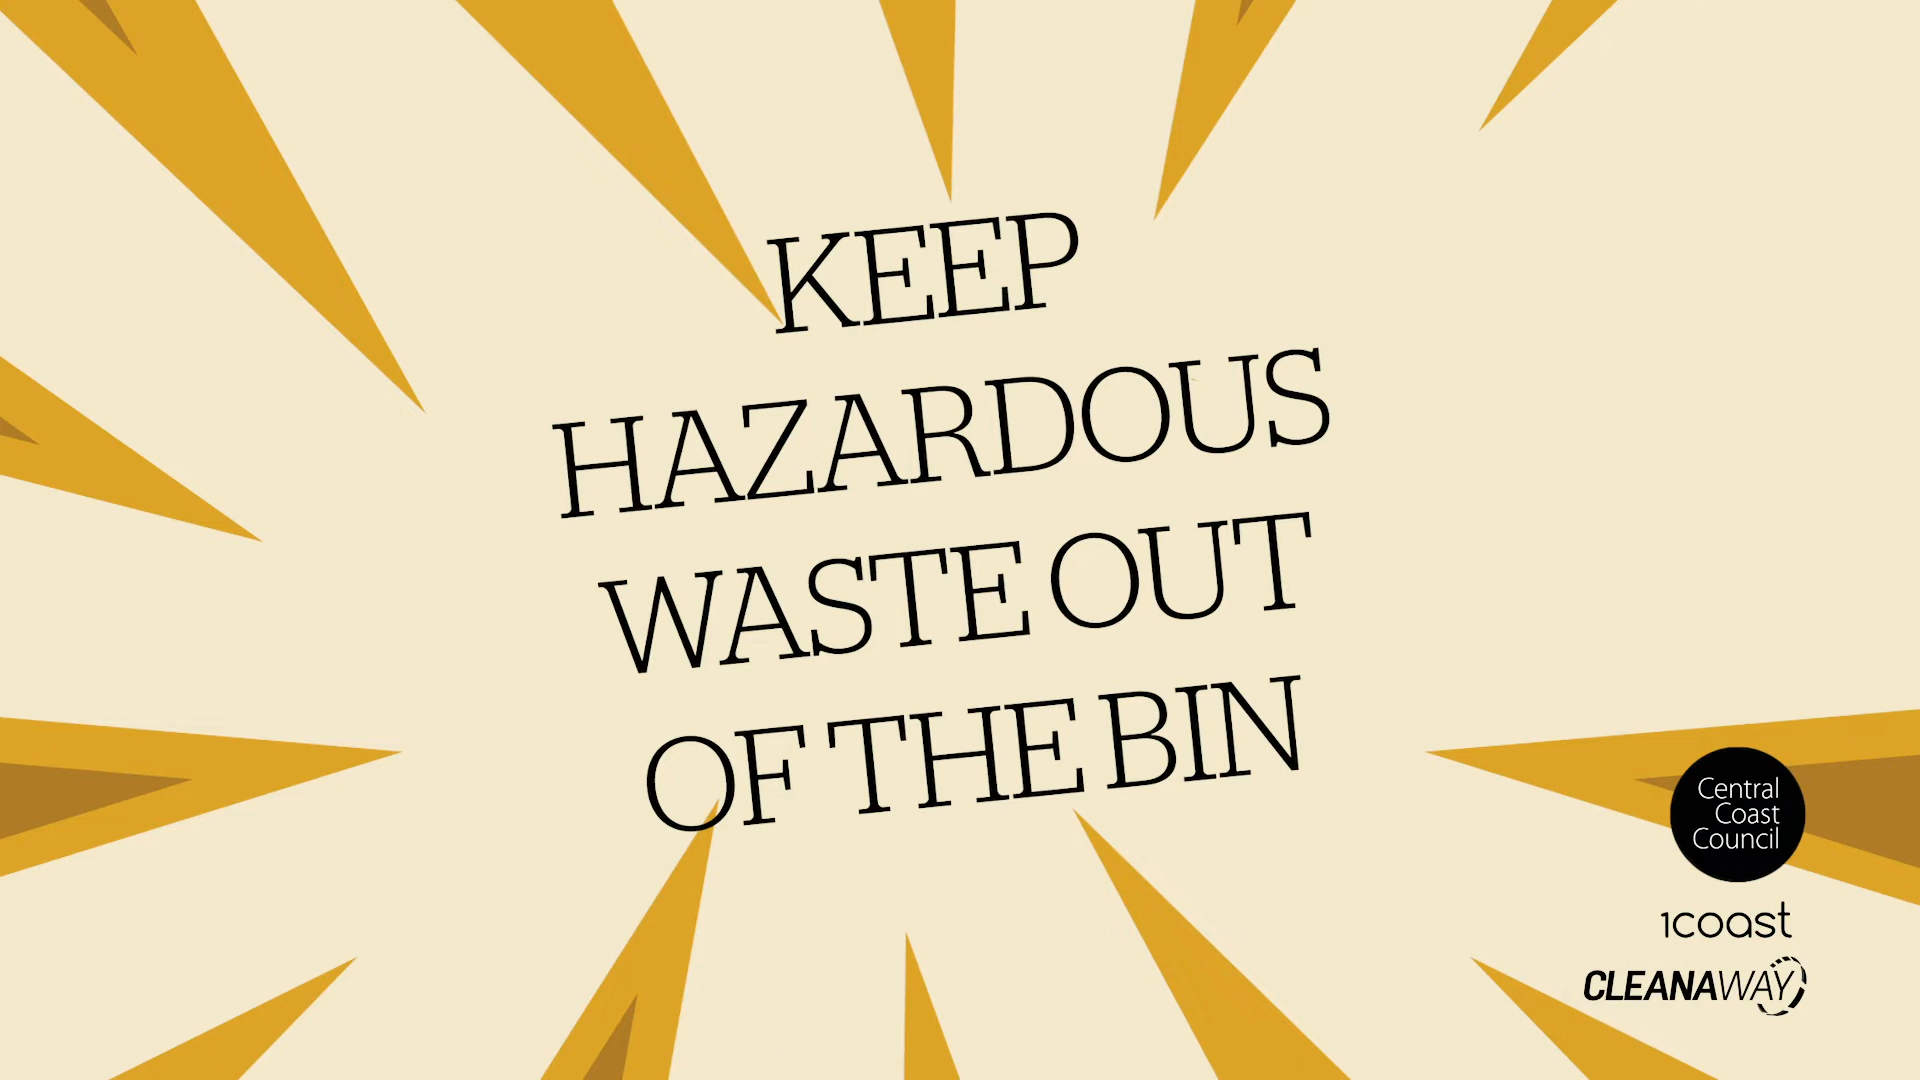 KEEP
HAZARDOUS
WASTE OUT
OF THE BIN
Central
Coast
Council
1coast
CLEANAWAY